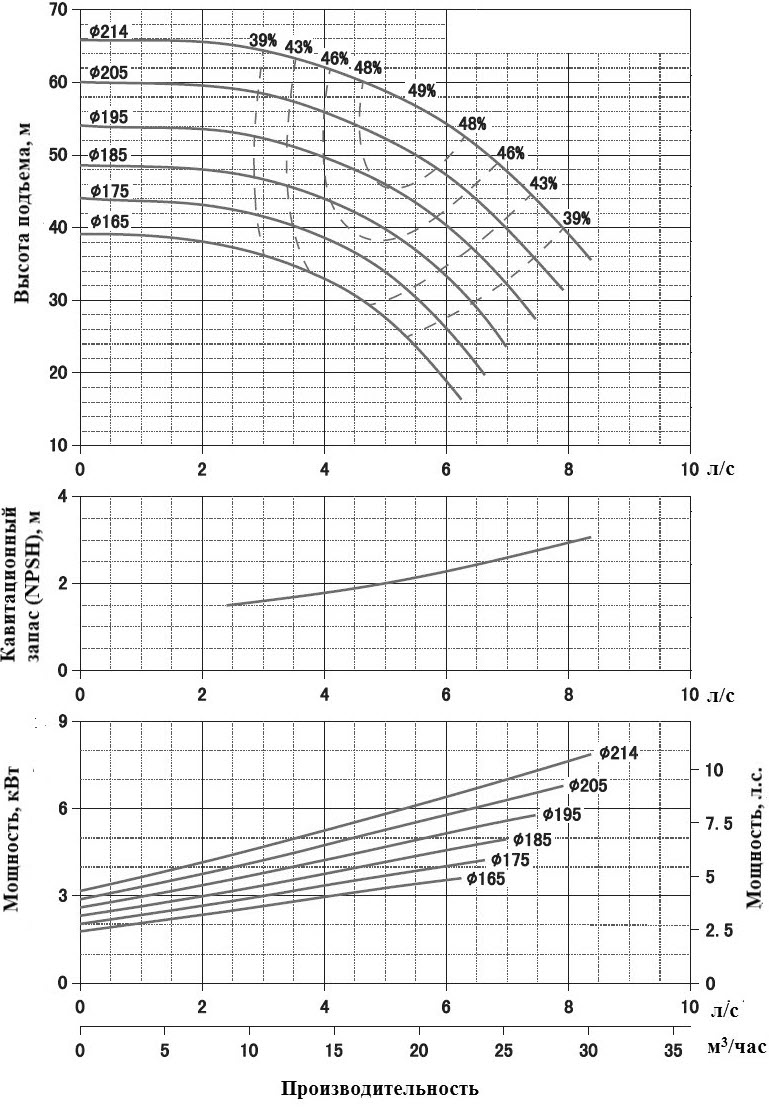 70
60
50
40
30
20
10
Высота подъема, м
ϕ214
ϕ205
ϕ195
ϕ185
ϕ175
ϕ165
39%
43%
46%
48%
49%
48%
46%
43%
39%
0 2 4 6 8 10 л/с
4
2
0
Кавитационный
запас (NPSH), м
0 2 4 6 8 10 л/с
9
6
3
0
Мощность, кВт
ϕ214
ϕ205
ϕ195
ϕ185
ϕ175
ϕ165
10
7.5
5
2.5
0
Мощность, л.с.
0 2 4 6 8 10 л/с
0 5 10 15 20 25 30 35 м³/час
Производительность